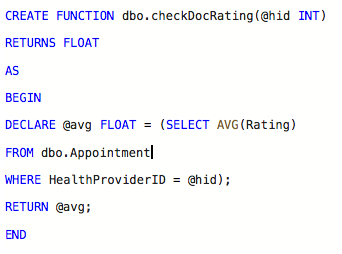 CREATE FUNCTION dbo.checkDocRating(@hid INT)
RETURNS FLOAT
AS
BEGIN
DECLARE @avg FLOAT = (SELECT AVG(Rating)
FROM dbo.Appointment
WHERE HealthProviderID = @hid);
RETURN @avg;
END